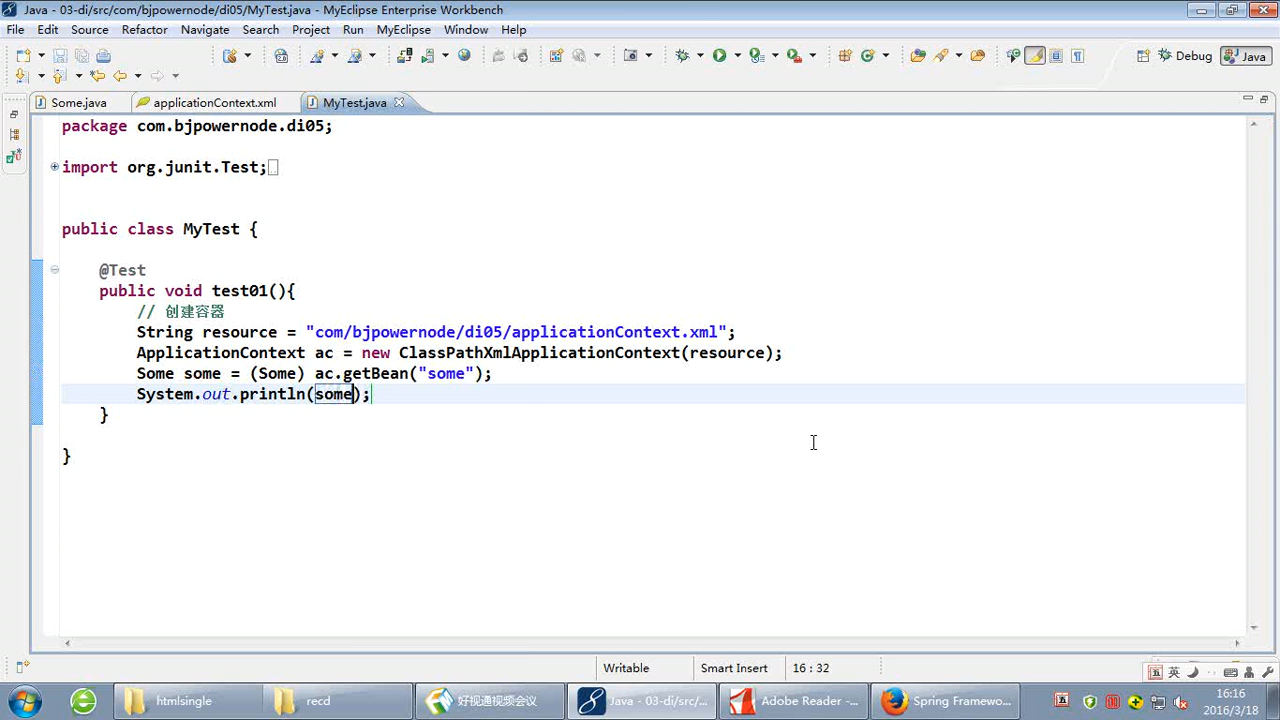 Java - 03-di/src/com/bjpowernode/di05/MyTest.java - MyEclipse Enterprise Workbench
File Edit Source Refactor Navigate Search Project Run MyEclipse Window Help
Debug Java
Some.java applicationContext.xml MyTest.java
package com.bjpowernode.di05;
import org.junit.Test;
public class MyTest {
@Test
public void test01(){
// 创建容器
String resource = "com/bjpowernode/di05/applicationContext.xml";
ApplicationContext ac = new ClassPathXmlApplicationContext(resource);
Some some = (Some) ac.getBean("some");
System.out.println(some);
}
}
Writable Smart Insert 16 : 32
五 英
htmlsingle recd 好视通视频会议 Java - 03-di/src/... Adobe Reader -... Spring Framewo... 16:16
2016/3/18